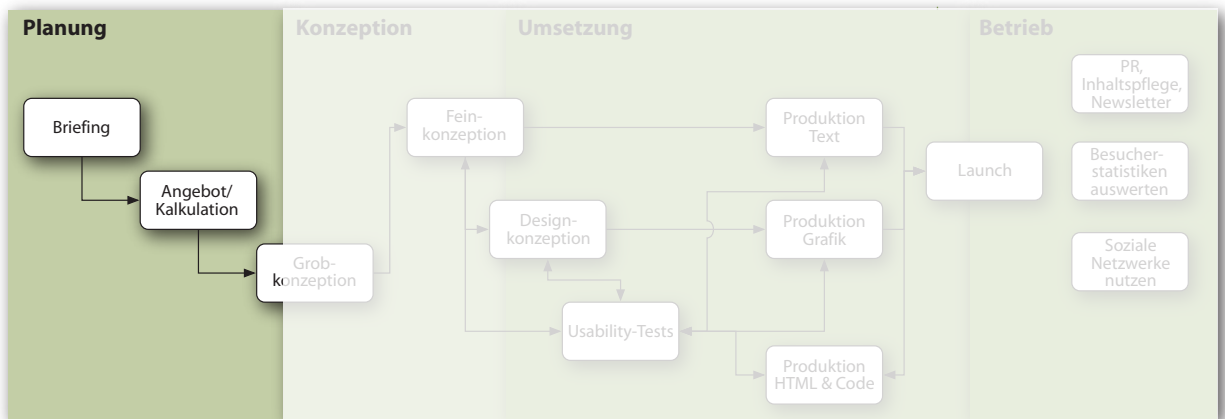 Planung
Konzeption
Umsetzung
Betrieb
Briefing
Angebot/
Kalkulation
Grob-
konzeption
Fein-
konzeption
Design-
konzeption
Usability-Tests
Produktion
Text
Produktion
Grafik
Produktion
HTML & Code
Launch
PR,
Inhaltspflege,
Newsletter
Besucher-
statistiken
auswerten
Soziale
Netzwerke
nutzen